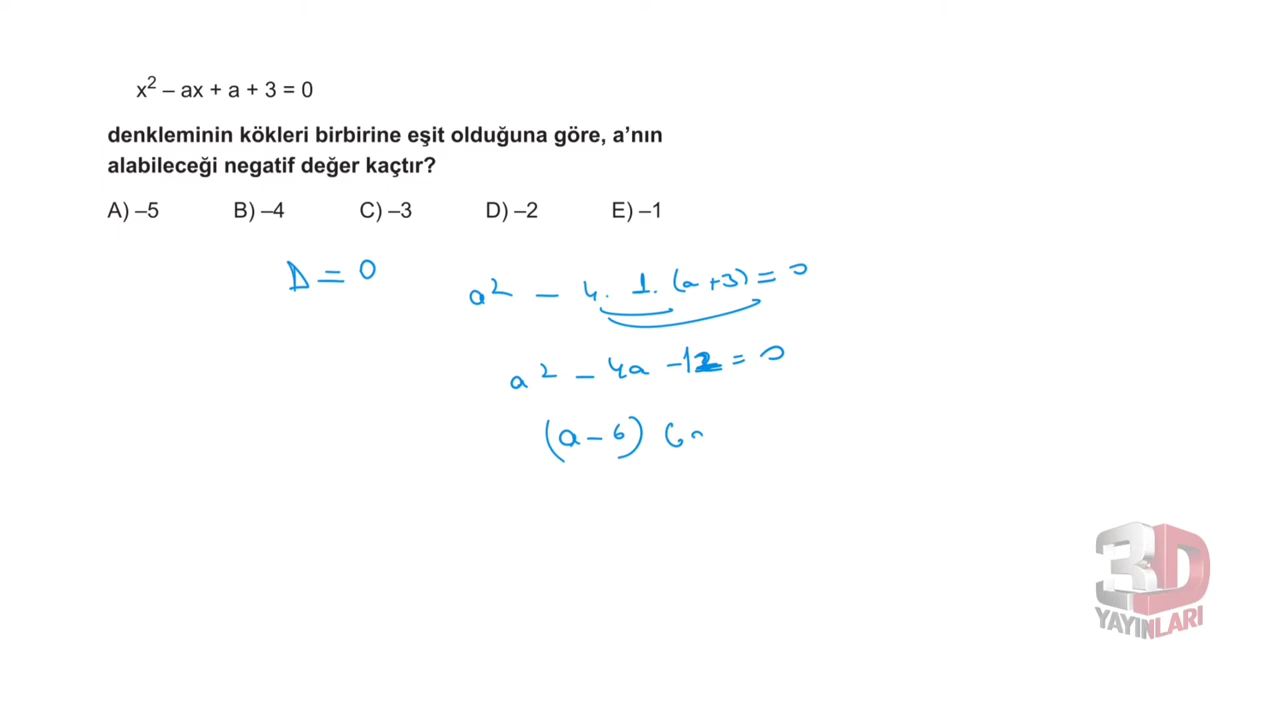 x² – ax + a + 3 = 0
denkleminin kökleri birbirine eşit olduğuna göre, a’nın
alabileceği negatif değer kaçtır?
A) –5 B) –4 C) –3 D) –2 E) –1
Δ = 0
a² – 4. 1. (a + 3) = 0
a² – 4a – 12 = 0
(a – 6) (
3D
YAYINLARI